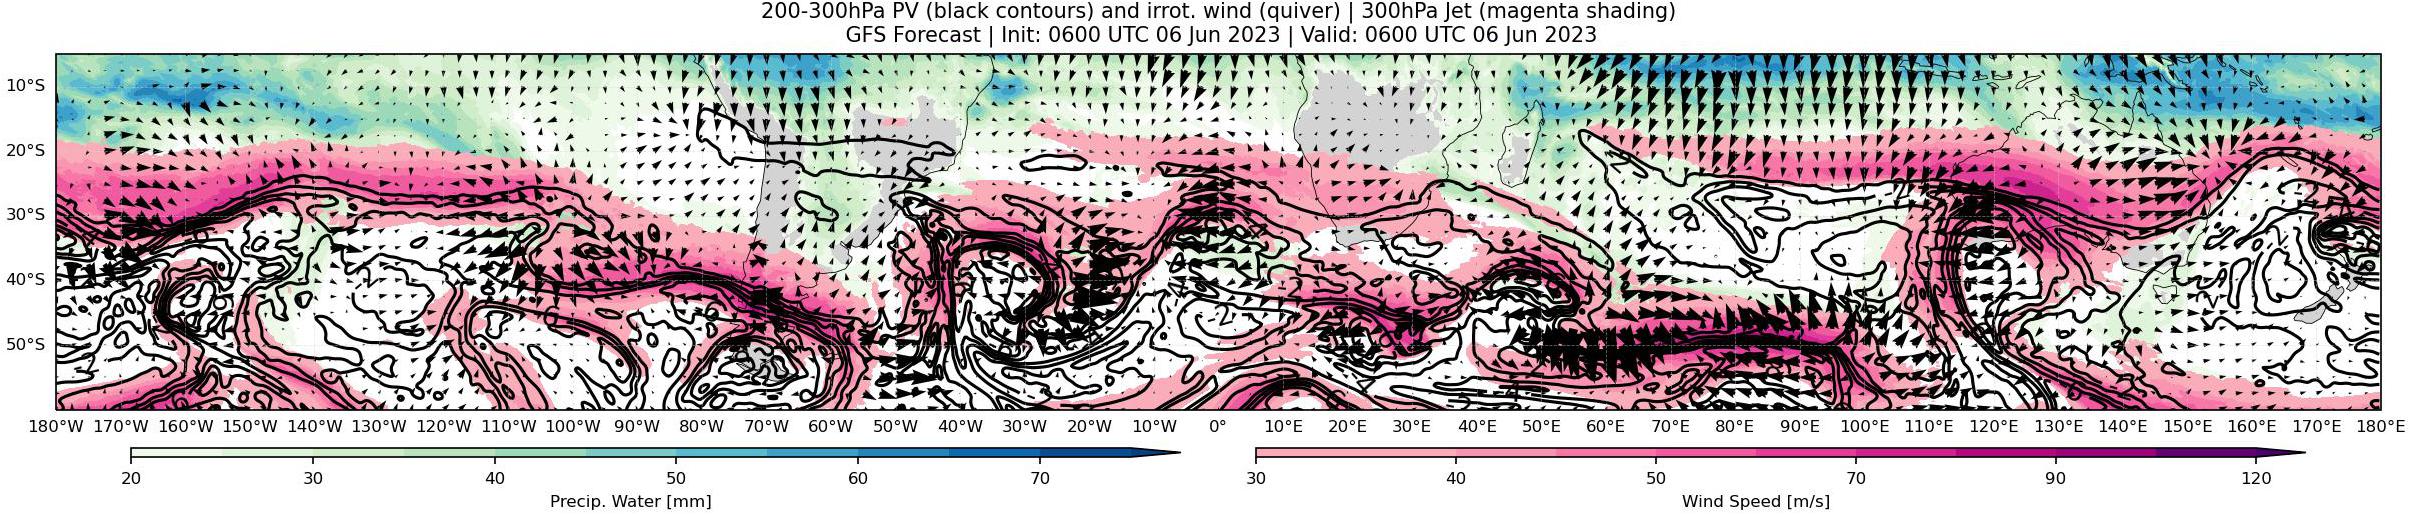 200-300hPa PV (black contours) and irrot. wind (quiver) | 300hPa Jet (magenta shading)
GFS Forecast | Init: 0600 UTC 06 Jun 2023 | Valid: 0600 UTC 06 Jun 2023
10°S
20°S
30°S
40°S
50°S
180°W 170°W 160°W 150°W 140°W 130°W 120°W 110°W 100°W 90°W 80°W 70°W 60°W 50°W 40°W 30°W 20°W 10°W 0° 10°E 20°E 30°E 40°E 50°E 60°E 70°E 80°E 90°E 100°E 110°E 120°E 130°E 140°E 150°E 160°E 170°E 180°E
20 30 40 50 60 70
Precip. Water [mm]
30 40 50 70 90 120
Wind Speed [m/s]